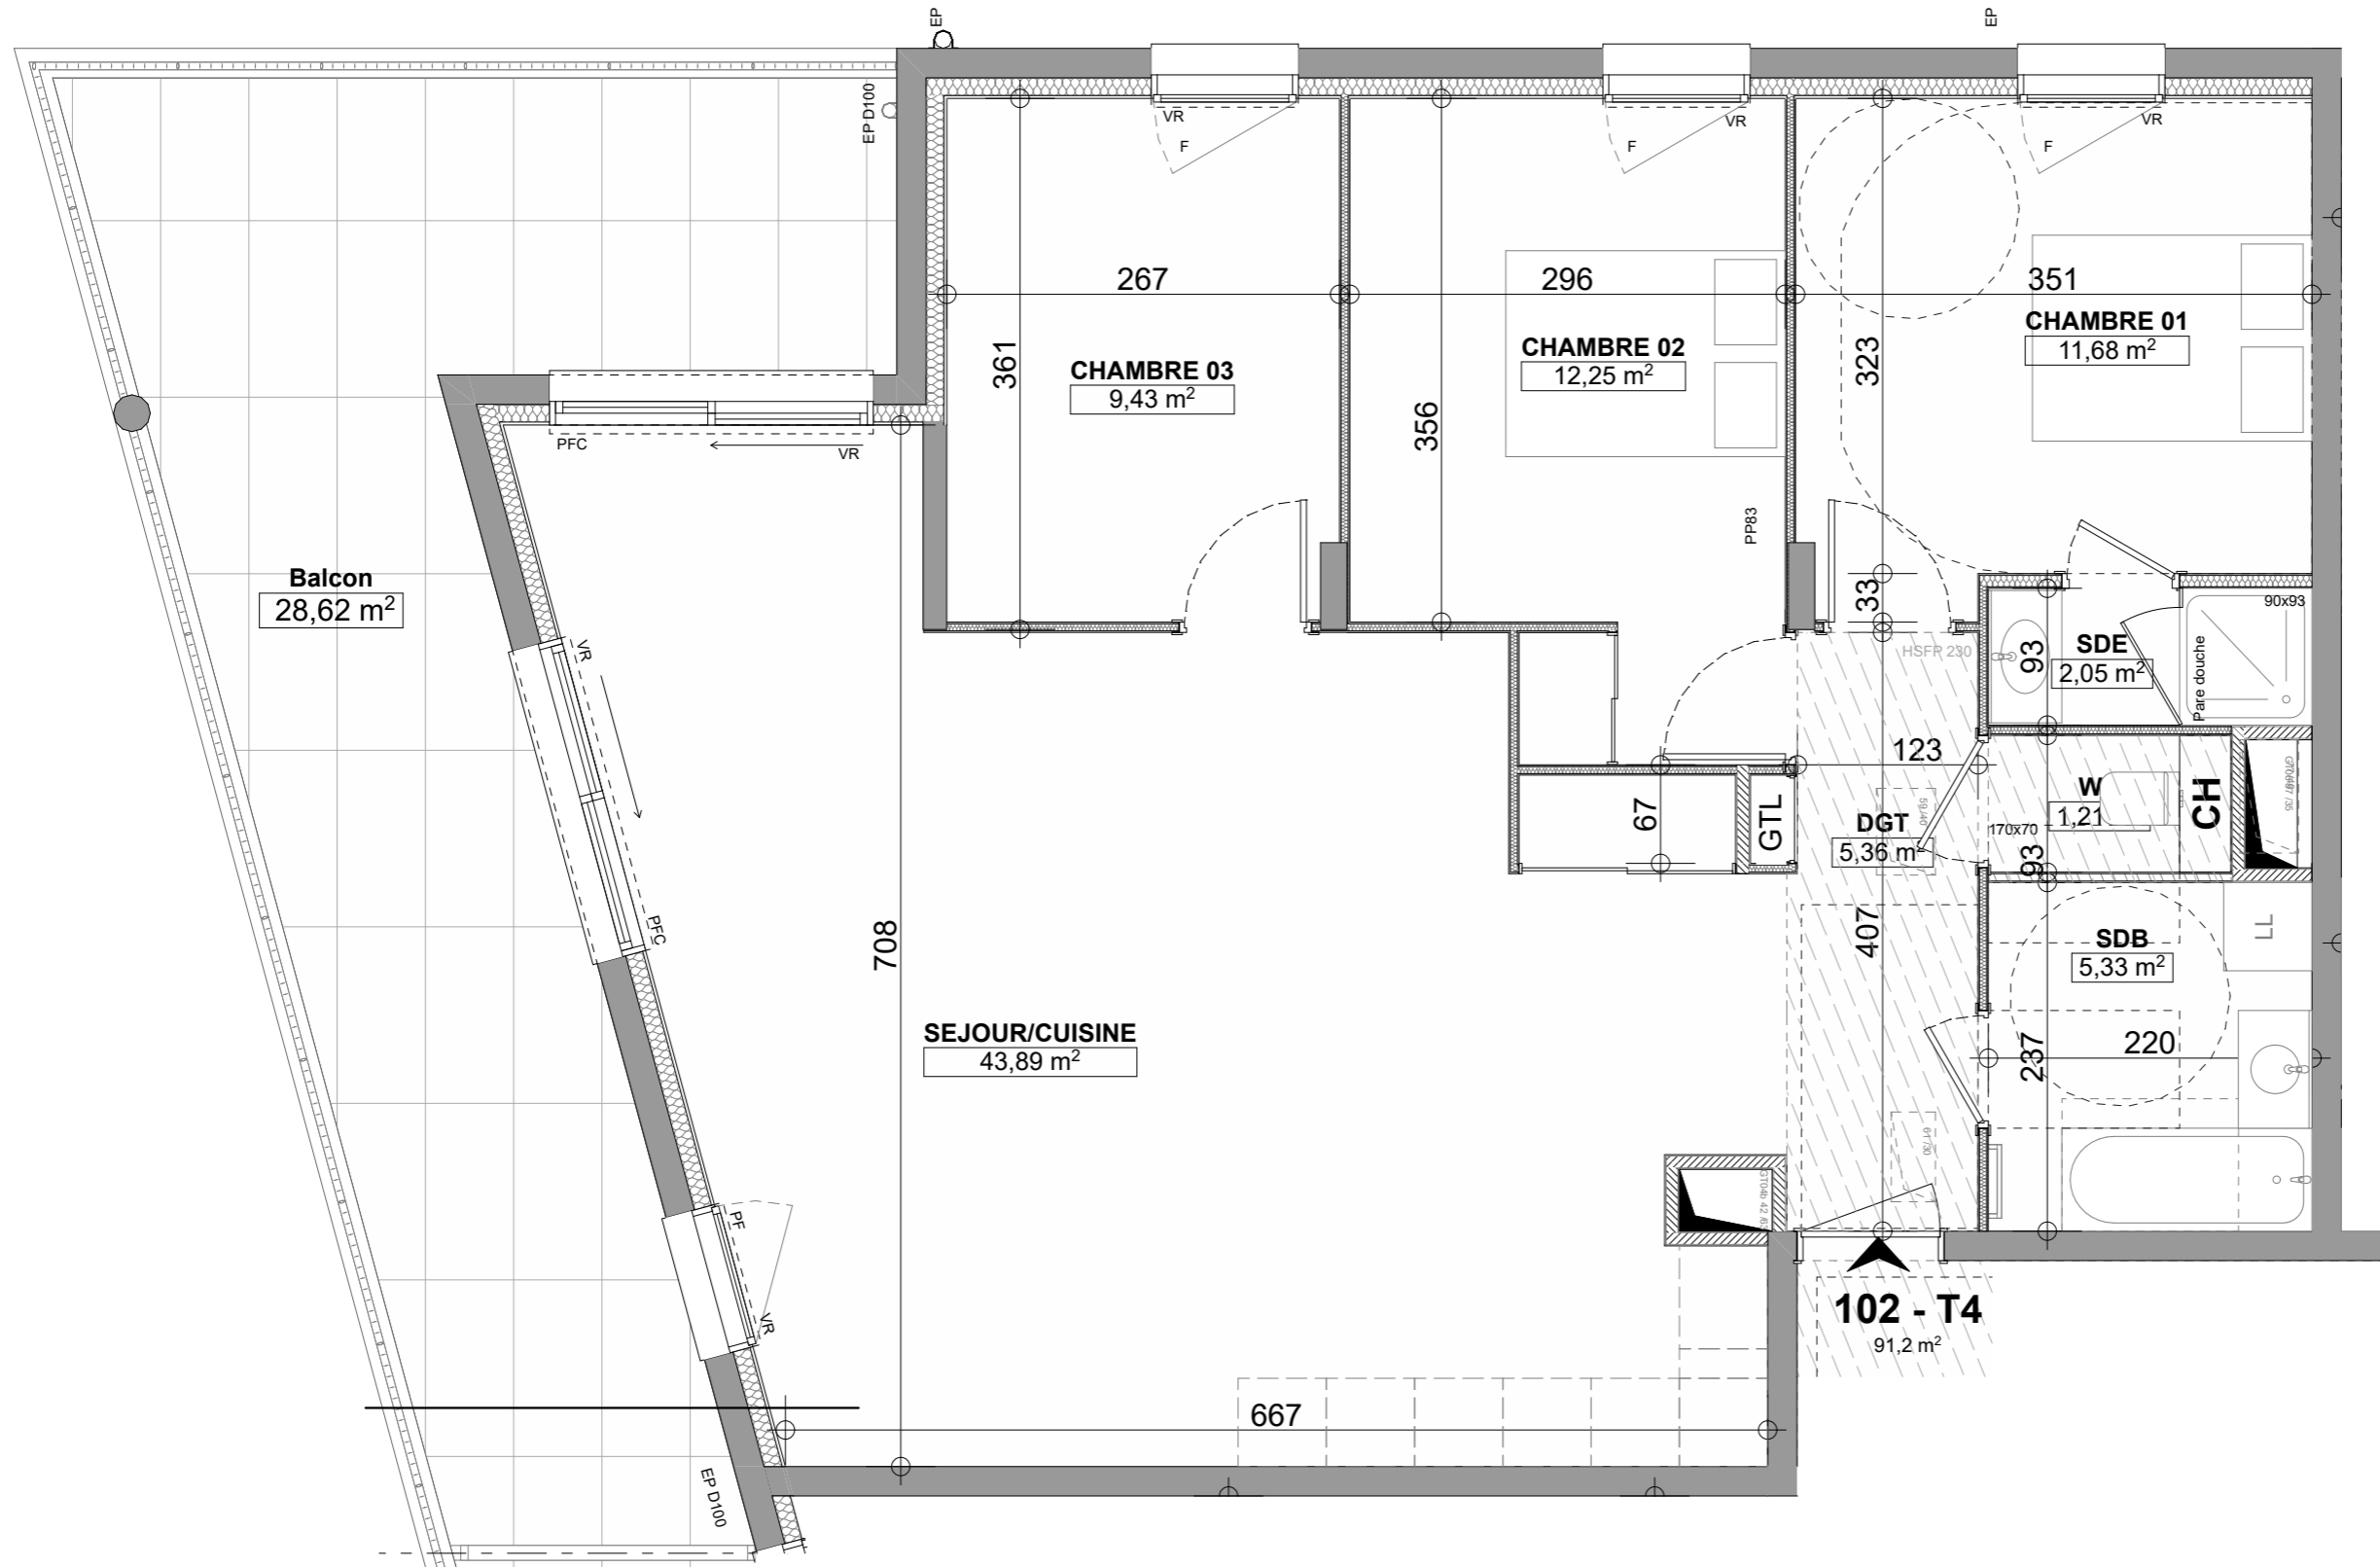 EP
EP
EP D100
VR
F
VR
F
VR
F
267
296
351
CHAMBRE 03
9,43 m²
CHAMBRE 02
12,25 m²
CHAMBRE 01
11,68 m²
361
356
323
PFC
VR
PP83
33
Balcon
28,62 m²
VR
PFC
HSFP 230
93
SDE
2,05 m²
90x93
Pare douche
123
67
GTL
DGT
5,36 m²
59/40
W
1,21
170x70
93
CH
708
407
SDB
5,33 m²
LL
237
220
SEJOUR/CUISINE
43,89 m²
61/30
PF
VR
102 - T4
91,2 m²
667
EP D100